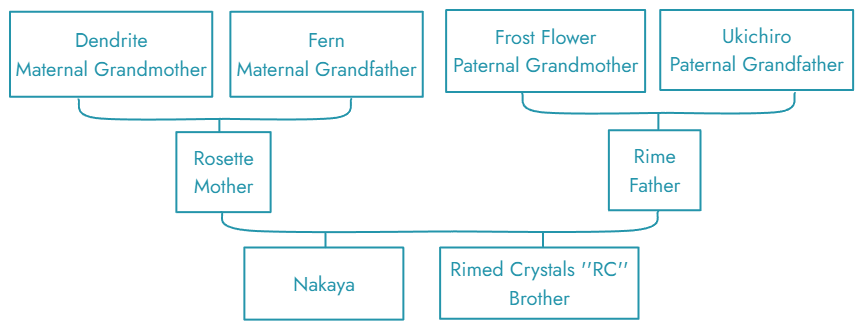 Dendrite
Maternal Grandmother
Fern
Maternal Grandfather
Frost Flower
Paternal Grandmother
Ukichiro
Paternal Grandfather
Rosette
Mother
Rime
Father
Nakaya
Rimed Crystals ''RC''
Brother